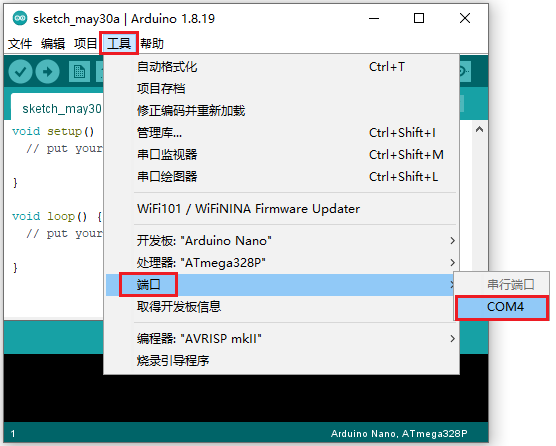 sketch_may30a | Arduino 1.8.19
文件 编辑 项目 工具 帮助
sketch_may30
void setup()
// put your
}
void loop() {
// put your
}
自动格式化 Ctrl+T
项目存档
修正编码并重新加载
管理库... Ctrl+Shift+I
串口监视器 Ctrl+Shift+M
串口绘图器 Ctrl+Shift+L
WiFi101 / WiFiNINA Firmware Updater
开发板: "Arduino Nano"
处理器: "ATmega328P"
端口
串行端口
COM4
取得开发板信息
编程器: "AVRISP mkII"
烧录引导程序
1 Arduino Nano, ATmega328P